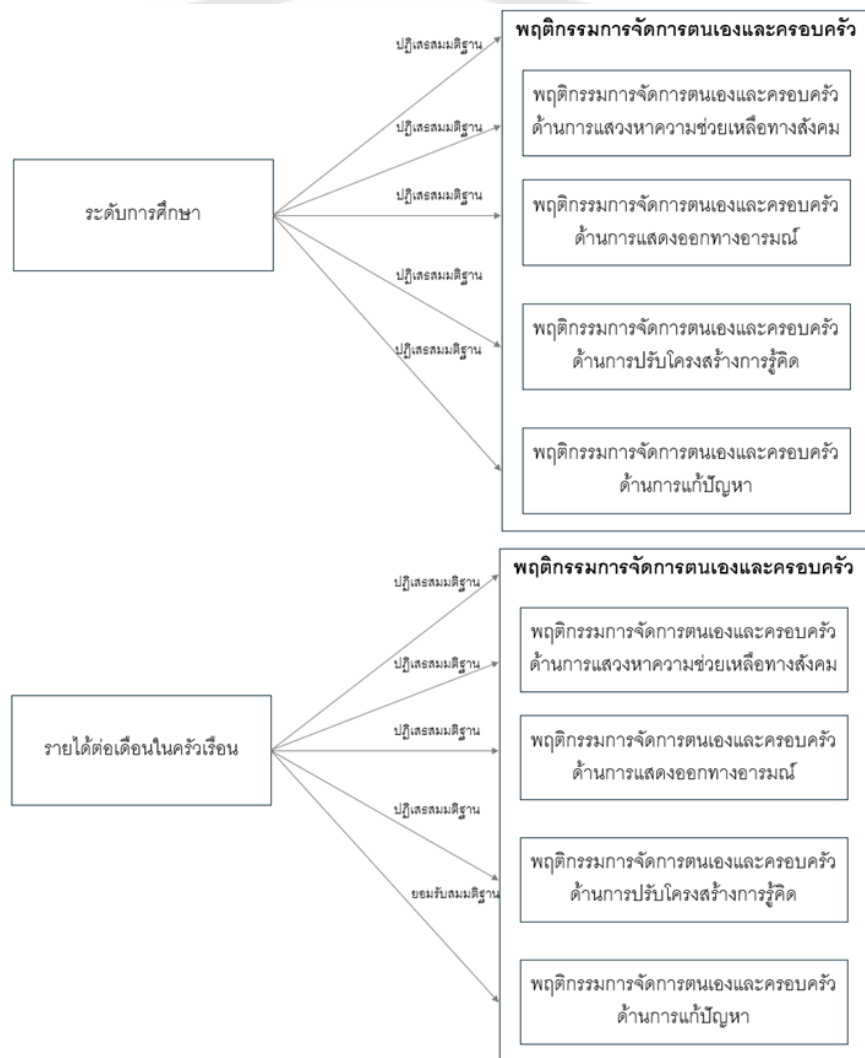 พฤติกรรมการจัดการตนเองและครอบครัว
ปฏิเสธสมมติฐาน
พฤติกรรมการจัดการตนเองและครอบครัว
ด้านการแสวงหาความช่วยเหลือทางสังคม
ปฏิเสธสมมติฐาน
ปฏิเสธสมมติฐาน
พฤติกรรมการจัดการตนเองและครอบครัว
ด้านการแสดงออกทางอารมณ์
ระดับการศึกษา
ปฏิเสธสมมติฐาน
พฤติกรรมการจัดการตนเองและครอบครัว
ด้านการปรับโครงสร้างการรู้คิด
ปฏิเสธสมมติฐาน
พฤติกรรมการจัดการตนเองและครอบครัว
ด้านการแก้ปัญหา
พฤติกรรมการจัดการตนเองและครอบครัว
ปฏิเสธสมมติฐาน
พฤติกรรมการจัดการตนเองและครอบครัว
ด้านการแสวงหาความช่วยเหลือทางสังคม
ปฏิเสธสมมติฐาน
ปฏิเสธสมมติฐาน
พฤติกรรมการจัดการตนเองและครอบครัว
ด้านการแสดงออกทางอารมณ์
รายได้ต่อเดือนในครัวเรือน
ปฏิเสธสมมติฐาน
พฤติกรรมการจัดการตนเองและครอบครัว
ด้านการปรับโครงสร้างการรู้คิด
ยอมรับสมมติฐาน
พฤติกรรมการจัดการตนเองและครอบครัว
ด้านการแก้ปัญหา